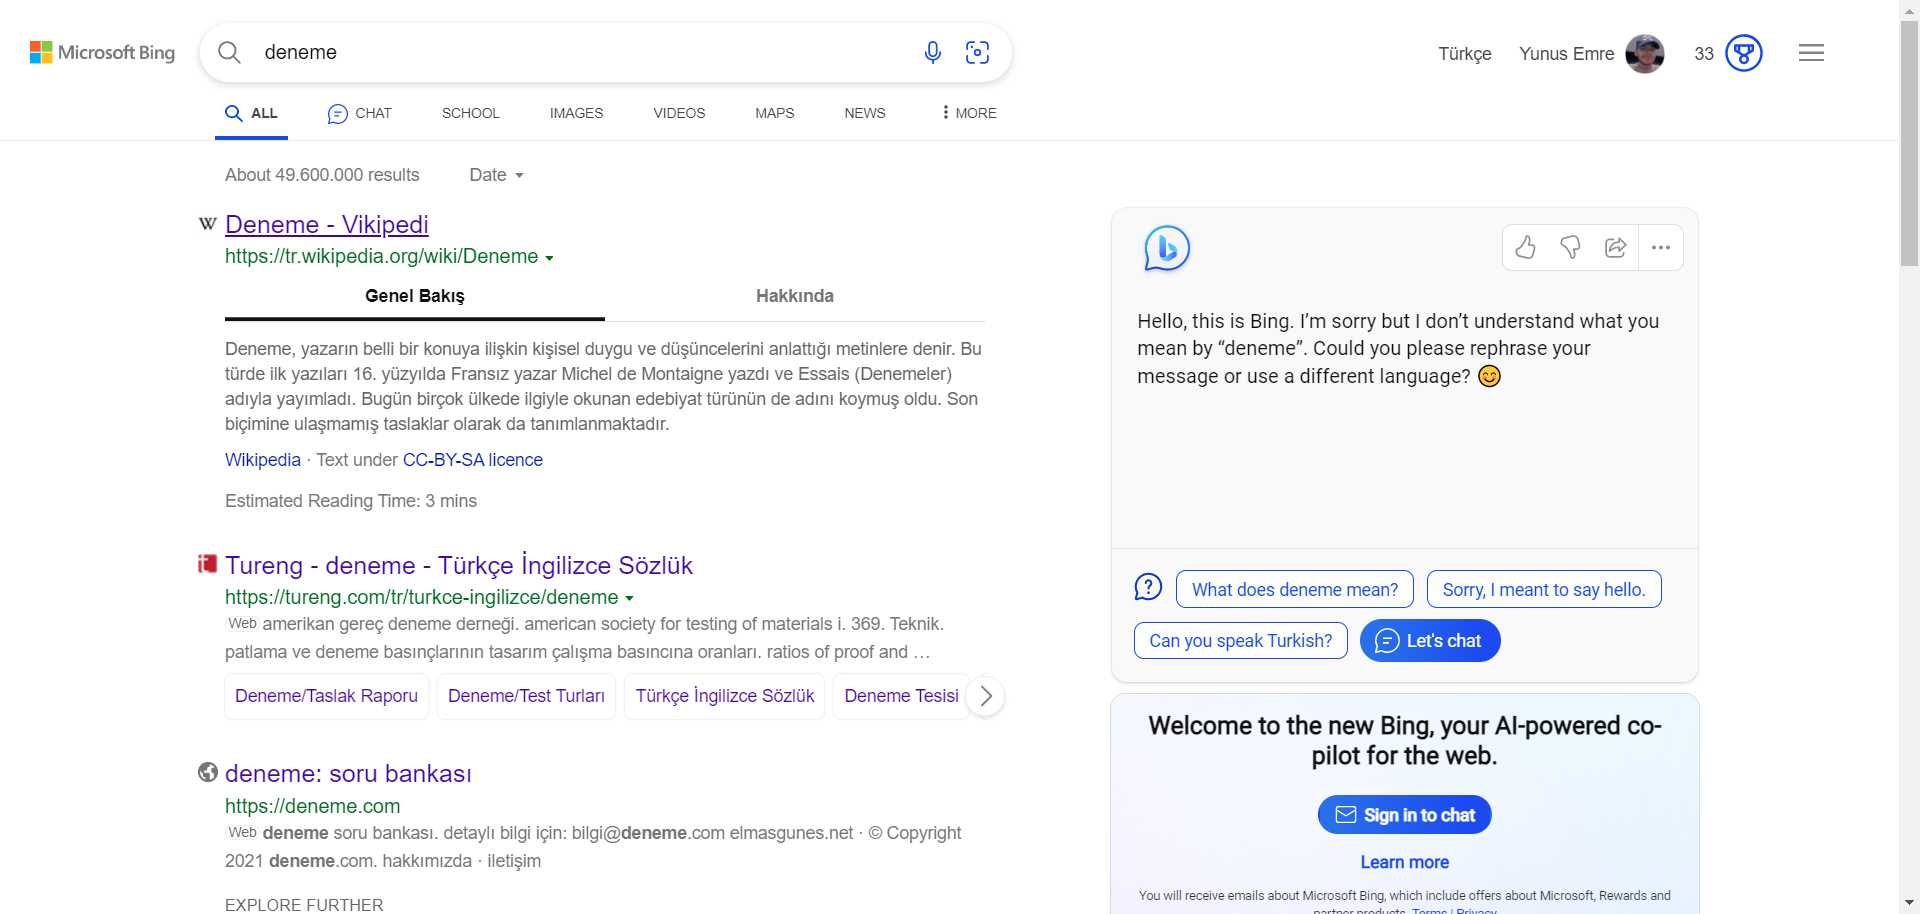 Microsoft Bing
deneme
Türkçe
Yunus Emre
33
ALL
CHAT
SCHOOL
IMAGES
VIDEOS
MAPS
NEWS
MORE
About 49.600.000 results
Date
W
Deneme - Vikipedi
https://tr.wikipedia.org/wiki/Deneme
Genel Bakış
Hakkında
Deneme, yazarın belli bir konuya ilişkin kişisel duygu ve düşüncelerini anlattığı metinlere denir. Bu
türde ilk yazıları 16. yüzyılda Fransız yazar Michel de Montaigne yazdı ve Essais (Denemeler)
adıyla yayımladı. Bugün birçok ülkede ilgiyle okunan edebiyat türünün de adını koymuş oldu. Son
biçimine ulaşmamış taslaklar olarak da tanımlanmaktadır.
Wikipedia · Text under CC-BY-SA licence
Estimated Reading Time: 3 mins
Tureng - deneme - Türkçe İngilizce Sözlük
https://tureng.com/tr/turkce-ingilizce/deneme
Web amerikan gereç deneme derneği. american society for testing of materials i. 369. Teknik.
patlama ve deneme basınçlarının tasarım çalışma basıncına oranları. ratios of proof and …
Deneme/Taslak Raporu
Deneme/Test Turları
Türkçe İngilizce Sözlük
Deneme Tesisi
deneme: soru bankası
https://deneme.com
Web deneme soru bankası. detaylı bilgi için: bilgi@deneme.com elmasgunes.net · © Copyright
2021 deneme.com. hakkımızda · iletişim
EXPLORE FURTHER
Hello, this is Bing. I’m sorry but I don’t understand what you
mean by “deneme”. Could you please rephrase your
message or use a different language? 😊
What does deneme mean?
Sorry, I meant to say hello.
Can you speak Turkish?
Let's chat
Welcome to the new Bing, your AI-powered co-
pilot for the web.
Sign in to chat
Learn more
You will receive emails about Microsoft Bing, which include offers about Microsoft, Rewards and
partner products. Terms | Privacy